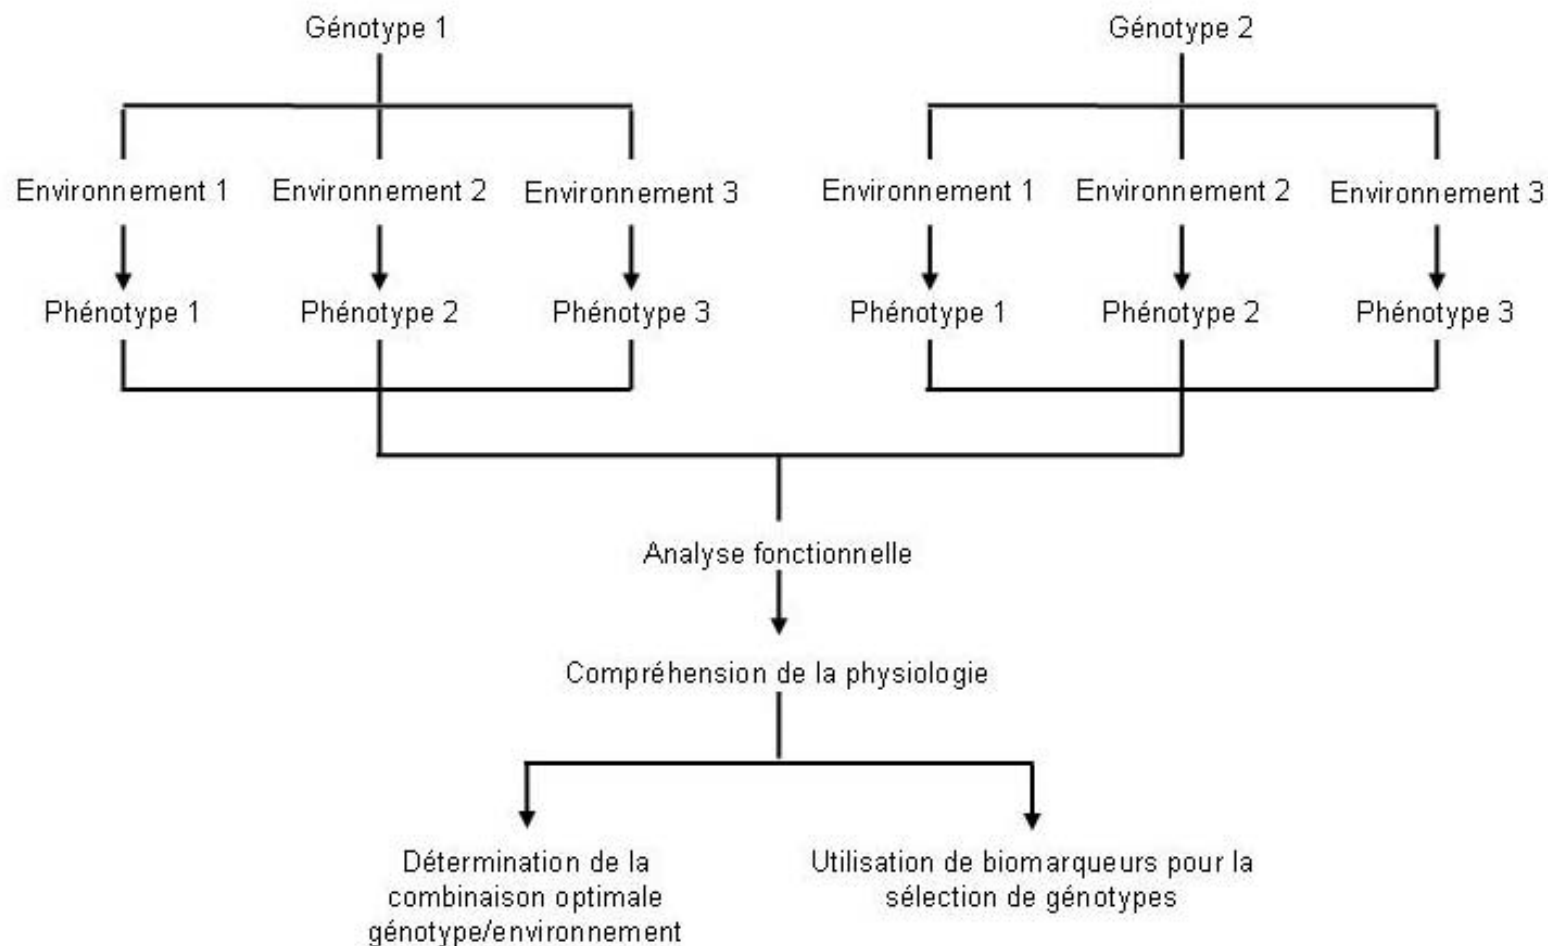 Génotype 1
Génotype 2
Environnement 1
Environnement 2
Environnement 3
Environnement 1
Environnement 2
Environnement 3
Phénotype 1
Phénotype 2
Phénotype 3
Phénotype 1
Phénotype 2
Phénotype 3
Analyse fonctionnelle
Compréhension de la physiologie
Détermination de la
combinaison optimale
génotype/environnement
Utilisation de biomarqueurs pour la
sélection de génotypes